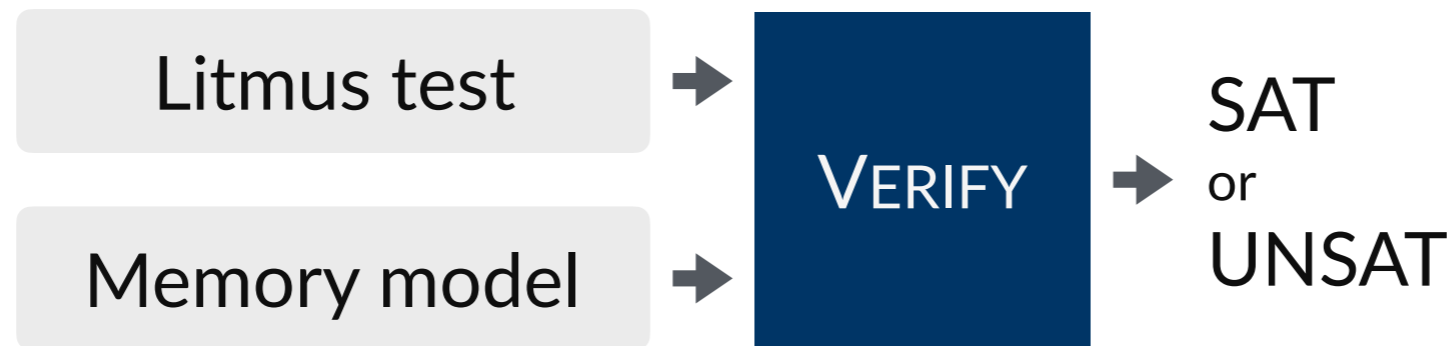 Litmus test
Memory model
VERIFY
SAT
or
UNSAT